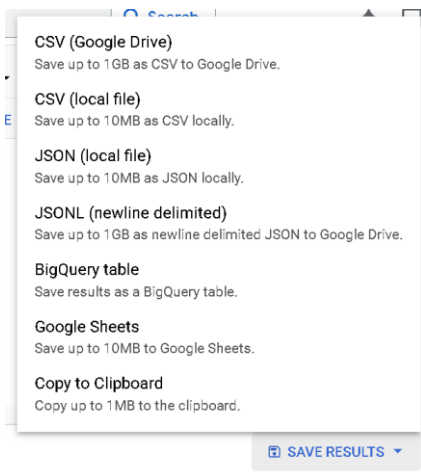 Search
CSV (Google Drive)
Save up to 1GB as CSV to Google Drive.
CSV (local file)
Save up to 10MB as CSV locally.
E
JSON (local file)
Save up to 10MB as JSON locally.
JSONL (newline delimited)
Save up to 1GB as newline delimited JSON to Google Drive.
BigQuery table
Save results as a BigQuery table.
Google Sheets
Save up to 10MB to Google Sheets.
Copy to Clipboard
Copy up to 1MB to the clipboard.
SAVE RESULTS